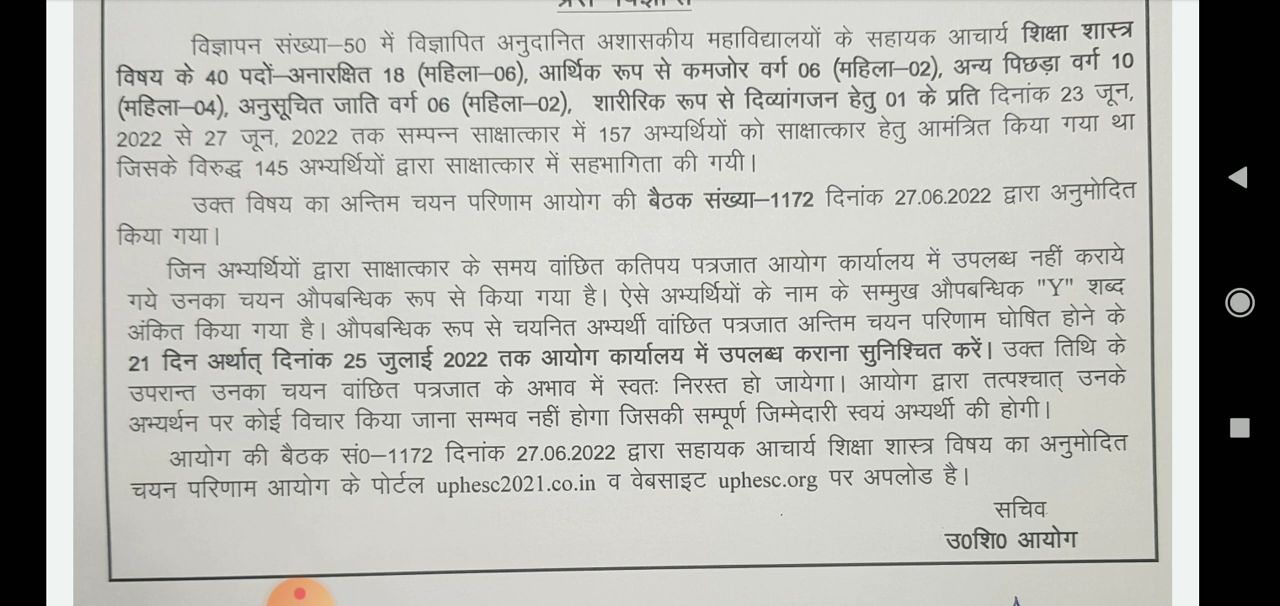 प्रेस विज्ञप्ति
विज्ञापन संख्या–50 में विज्ञापित अनुदानित अशासकीय महाविद्यालयों के सहायक आचार्य शिक्षा शास्त्र
विषय के 40 पदों–अनारक्षित 18 (महिला–06), आर्थिक रूप से कमजोर वर्ग 06 (महिला–02), अन्य पिछड़ा वर्ग 10
(महिला–04), अनुसूचित जाति वर्ग 06 (महिला–02), शारीरिक रूप से दिव्यांगजन हेतु 01 के प्रति दिनांक 23 जून,
2022 से 27 जून, 2022 तक सम्पन्न साक्षात्कार में 157 अभ्यर्थियों को साक्षात्कार हेतु आमंत्रित किया गया था
जिसके विरुद्ध 145 अभ्यर्थियों द्वारा साक्षात्कार में सहभागिता की गयी।
उक्त विषय का अन्तिम चयन परिणाम आयोग की बैठक संख्या–1172 दिनांक 27.06.2022 द्वारा अनुमोदित
किया गया।
जिन अभ्यर्थियों द्वारा साक्षात्कार के समय वांछित कतिपय पत्रजात आयोग कार्यालय में उपलब्ध नहीं कराये
गये उनका चयन औपबन्धिक रूप से किया गया है। ऐसे अभ्यर्थियों के नाम के सम्मुख औपबन्धिक "Y" शब्द
अंकित किया गया है। औपबन्धिक रूप से चयनित अभ्यर्थी वांछित पत्रजात अन्तिम चयन परिणाम घोषित होने के
21 दिन अर्थात् दिनांक 25 जुलाई 2022 तक आयोग कार्यालय में उपलब्ध कराना सुनिश्चित करें। उक्त तिथि के
उपरान्त उनका चयन वांछित पत्रजात के अभाव में स्वतः निरस्त हो जायेगा। आयोग द्वारा तत्पश्चात् उनके
अभ्यर्थन पर कोई विचार किया जाना सम्भव नहीं होगा जिसकी सम्पूर्ण जिम्मेदारी स्वयं अभ्यर्थी की होगी।
आयोग की बैठक सं0–1172 दिनांक 27.06.2022 द्वारा सहायक आचार्य शिक्षा शास्त्र विषय का अनुमोदित
चयन परिणाम आयोग के पोर्टल uphesc2021.co.in व वेबसाइट uphesc.org पर अपलोड है।
सचिव
उ0शि0 आयोग